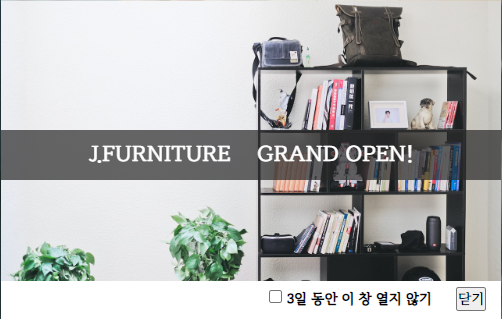 J.FURNITURE GRAND OPEN!
3일 동안 이 창 열지 않기 닫기